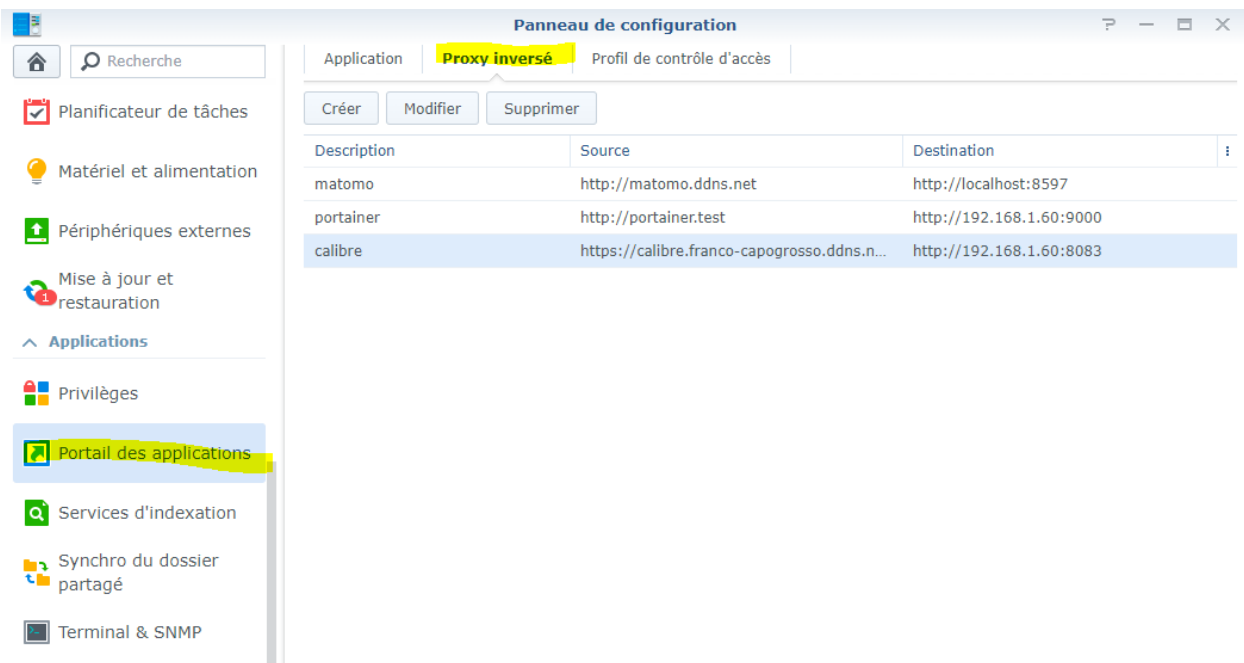 Panneau de configuration
Recherche
Planificateur de tâches
Matériel et alimentation
Périphériques externes
Mise à jour et
restauration
1
Applications
Privilèges
Portail des applications
Services d'indexation
Synchro du dossier
partagé
Terminal & SNMP
Application Proxy inversé Profil de contrôle d'accès
Créer Modifier Supprimer
Description Source Destination
matomo http://matomo.ddns.net http://localhost:8597
portainer http://portainer.test http://192.168.1.60:9000
calibre https://calibre.franco-capogrosso.ddns.n... http://192.168.1.60:8083